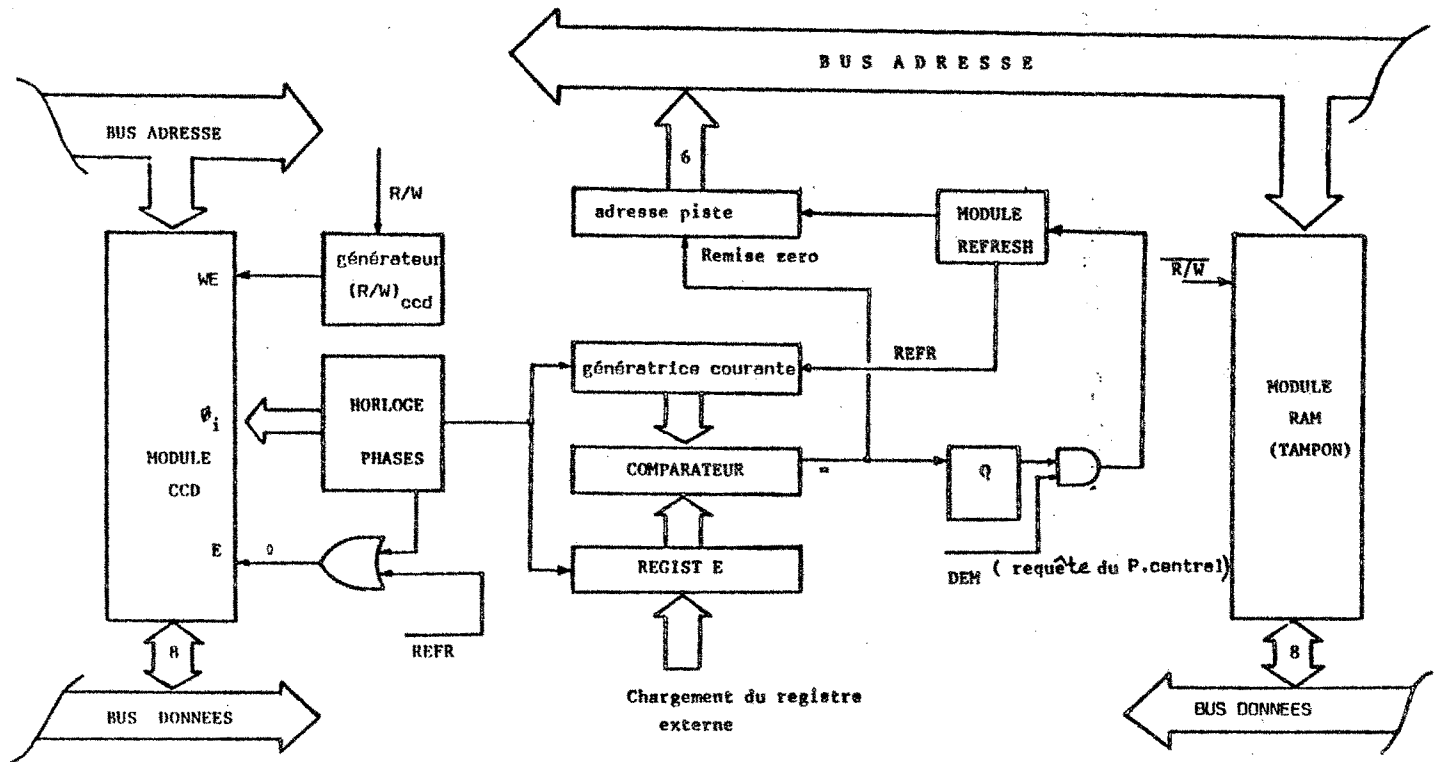 BUS ADRESSE
BUS ADRESSE
R/W
6
adresse piste
MODULE
REFRESH
générateur
(R/W)ccd
WE
Remise zero
R/W
REFR
génératrice courante
HORLOGE
PHASES
Øi
MODULE
CCD
MODULE
RAM
(TAMPON)
COMPARATEUR
=
Q
E
REGIST E
DEM ( requête du P.central)
REFR
8
8
Chargement du registre
externe
BUS DONNEES
BUS DONNEES